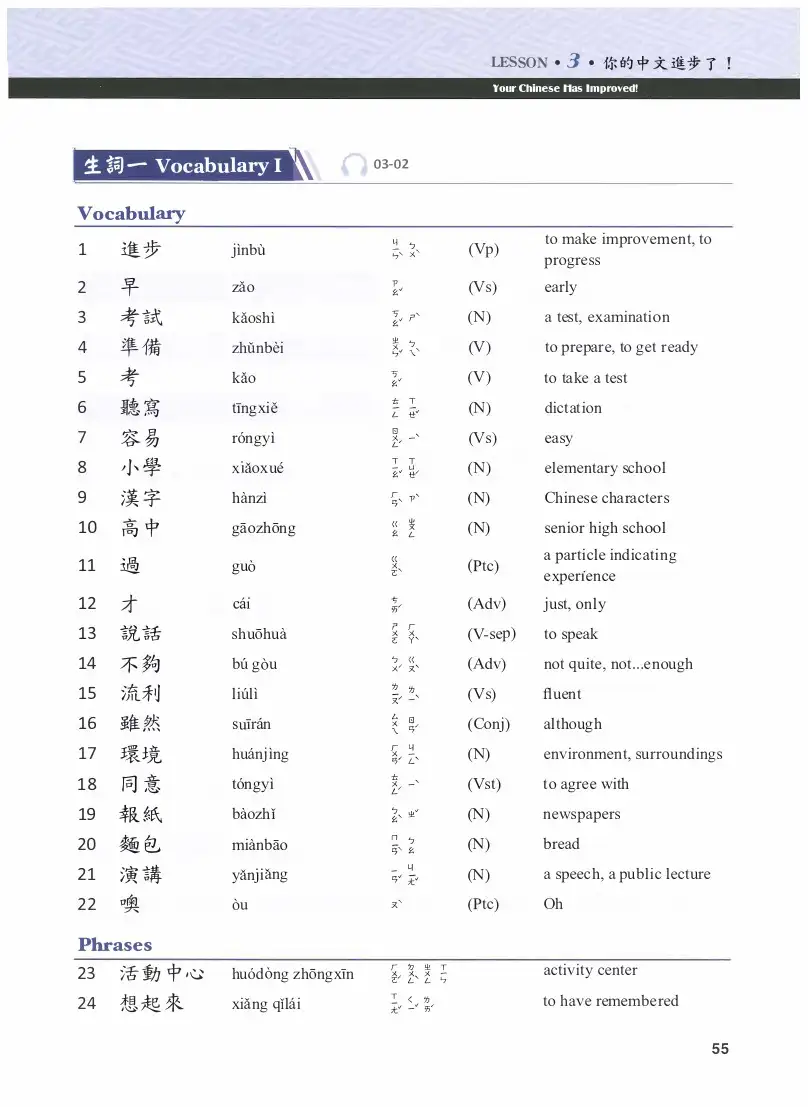 LESSON • 3 • 你的中文進步了！
Your Chinese Has Improved!
生詞一 Vocabulary I 03-02
Vocabulary
1 進步 jìnbù ㄐㄧㄣˋ ㄅㄨˋ (Vp) to make improvement, to progress
2 早 zǎo ㄗㄠˇ (Vs) early
3 考試 kǎoshì ㄎㄠˇ ㄕˋ (N) a test, examination
4 準備 zhǔnbèi ㄓㄨㄣˇ ㄅㄟˋ (V) to prepare, to get ready
5 考 kǎo ㄎㄠˇ (V) to take a test
6 聽寫 tīngxiě ㄊㄧㄥ ㄒㄧㄝˇ (N) dictation
7 容易 róngyì ㄖㄨㄥˊ ㄧˋ (Vs) easy
8 小學 xiǎoxué ㄒㄧㄠˇ ㄒㄩㄝˊ (N) elementary school
9 漢字 hànzì ㄏㄢˋ ㄗˋ (N) Chinese characters
10 高中 gāozhōng ㄍㄠ ㄓㄨㄥ (N) senior high school
11 過 guò ㄍㄨㄛˋ (Ptc) a particle indicating experíence
12 才 cái ㄘㄞˊ (Adv) just, only
13 說話 shuōhuà ㄕㄨㄛ ㄏㄨㄚˋ (V-sep) to speak
14 不夠 bú gòu ㄅㄨˊ ㄍㄡˋ (Adv) not quite, not...enough
15 流利 liúlì ㄌㄧㄡˊ ㄌㄧˋ (Vs) fluent
16 雖然 suīrán ㄙㄨㄟ ㄖㄢˊ (Conj) although
17 環境 huánjìng ㄏㄨㄢˊ ㄐㄧㄥˋ (N) environment, surroundings
18 同意 tóngyì ㄊㄨㄥˊ ㄧˋ (Vst) to agree with
19 報紙 bàozhǐ ㄅㄠˋ ㄓˇ (N) newspapers
20 麵包 miànbāo ㄇㄧㄢˋ ㄅㄠ (N) bread
21 演講 yǎnjiǎng ㄧㄢˇ ㄐㄧㄤˇ (N) a speech, a public lecture
22 噢 òu ㄡˋ (Ptc) Oh
Phrases
23 活動中心 huódòng zhōngxīn ㄏㄨㄛˊ ㄉㄨㄥˋ ㄓㄨㄥ ㄒㄧㄣ activity center
24 想起來 xiǎng qǐlái ㄒㄧㄤˇ ㄑㄧˇ ㄌㄞˊ to have remembered
55